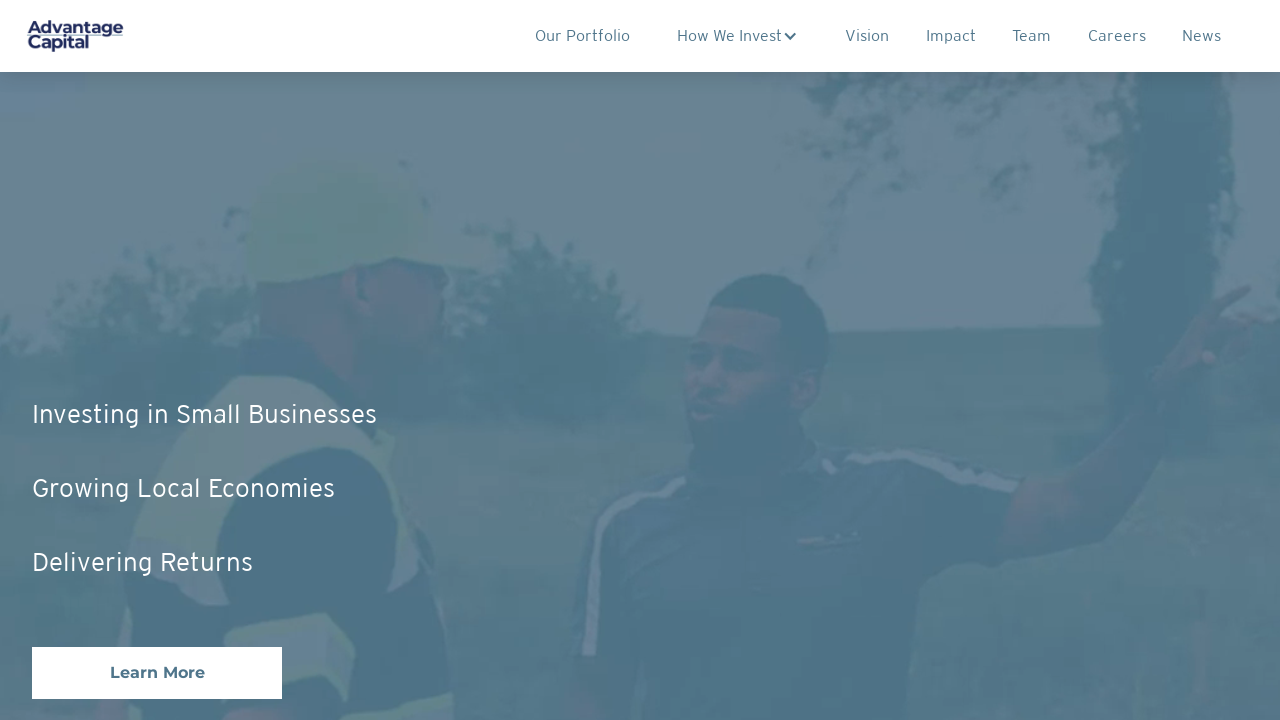 Advantage
Capital
Our Portfolio
How We Invest
Vision
Impact
Team
Careers
News
Investing in Small Businesses
Growing Local Economies
Delivering Returns
Learn More